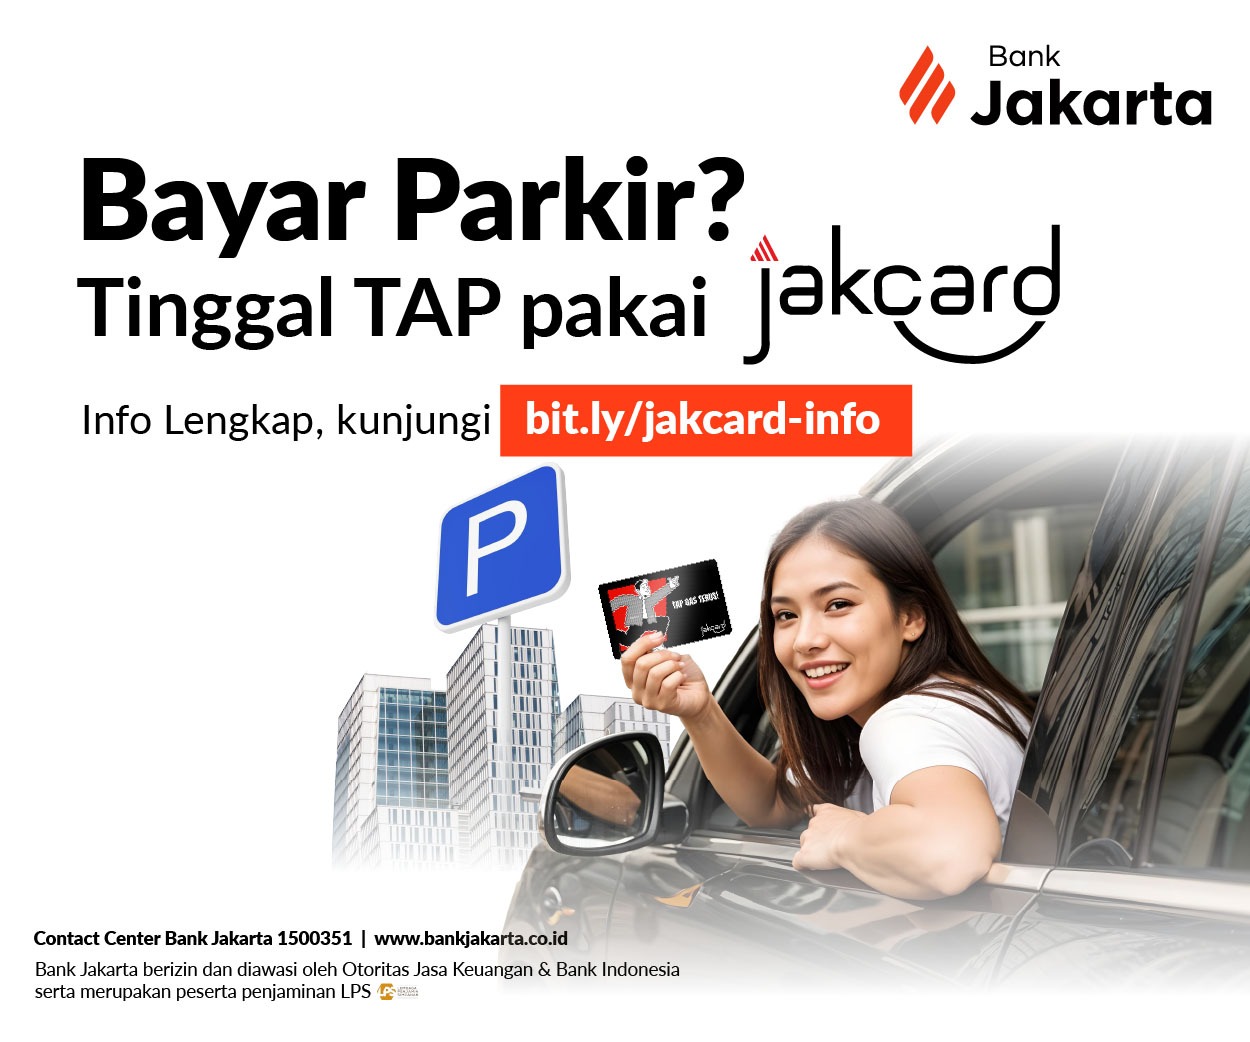 Bank
Jakarta
Bayar Parkir?
Tinggal TAP pakai jakcard
Info Lengkap, kunjungi bit.ly/jakcard-info
P
TAP GAS TERUS!
jakcard
Contact Center Bank Jakarta 1500351 | www.bankjakarta.co.id
Bank Jakarta berizin dan diawasi oleh Otoritas Jasa Keuangan & Bank Indonesia
serta merupakan peserta penjaminan LPS LPS